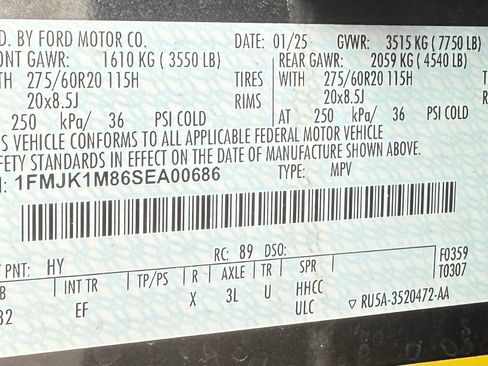 D. BY FORD MOTOR CO. DATE: 01/25 GVWR: 3515 KG ( 7750 LB)
ONT GAWR: 1610 KG ( 3550 LB) REAR GAWR: 2059 KG ( 4540 LB)
TH 275/60R20 115H TIRES WITH 275/60R20 115H TIRES
20x8.5J RIMS 20x8.5J
250 kPa/ 36 PSI COLD AT 250 kPa/ 36 PSI COLD
S VEHICLE CONFORMS TO ALL APPLICABLE FEDERAL MOTOR VEHICLE
AFETY STANDARDS IN EFFECT ON THE DATE OF MANUFACTURE SHOWN ABOVE.
: 1FMJK1M86SEA00686 TYPE: MPV
T PNT: HY RC: 89 DSO: F0359
B INT TR TP/PS R AXLE TR SPR T0307
32 EF X 3L U HHCC
ULC ▽ RU5A-3520472-AA